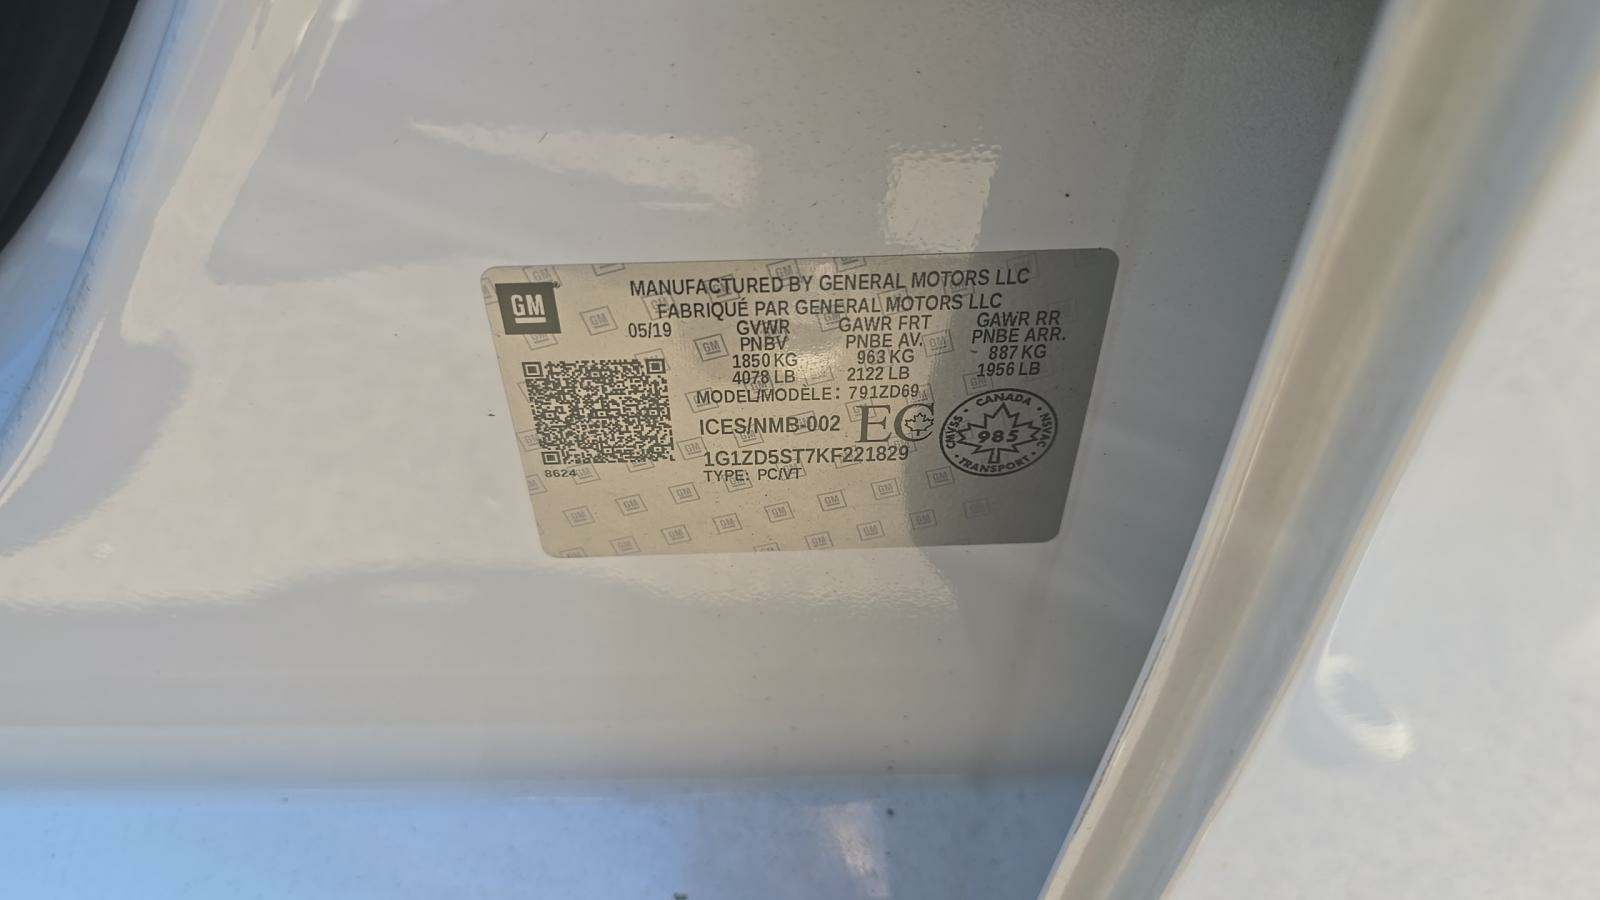 GM
MANUFACTURED BY GENERAL MOTORS LLC
FABRIQUÉ PAR GENERAL MOTORS LLC
05/19 GVWR GAWR FRT GAWR RR
PNBV PNBE AV. PNBE ARR.
1850 KG 963 KG 887 KG
4078 LB 2122 LB 1956 LB
MODEL/MODÈLE: 791ZD69
ICES/NMB-002 EC
CANADA
CMVSS 985 NSVAC
TRANSPORT
1G1ZD5ST7KF221829
8624 TYPE: PC/VT